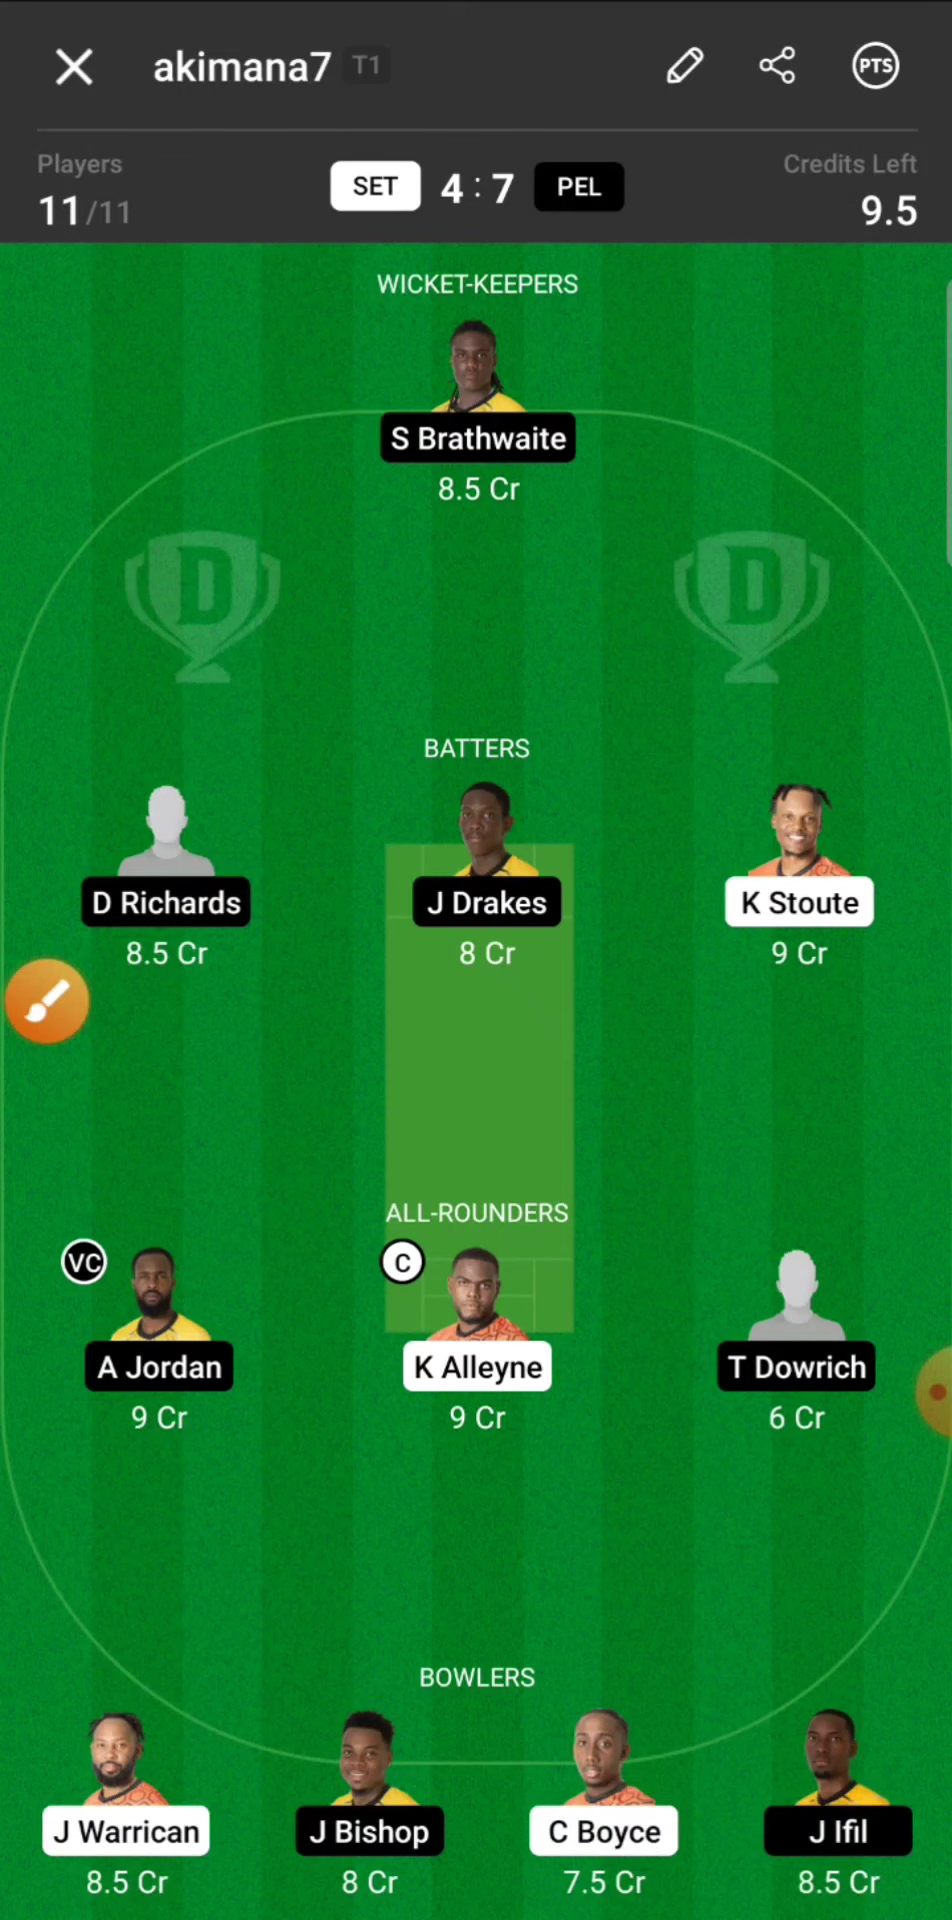 akimana7 T1
PTS
Players
SET 4 : 7 PEL
Credits Left
11/11
9.5
WICKET-KEEPERS
S Brathwaite
8.5 Cr
D
D
BATTERS
D Richards
J Drakes
K Stoute
8.5 Cr
8 Cr
9 Cr
ALL-ROUNDERS
VC
C
A Jordan
K Alleyne
T Dowrich
9 Cr
9 Cr
6 Cr
BOWLERS
J Warrican
J Bishop
C Boyce
J Ifil
8.5 Cr
8 Cr
7.5 Cr
8.5 Cr